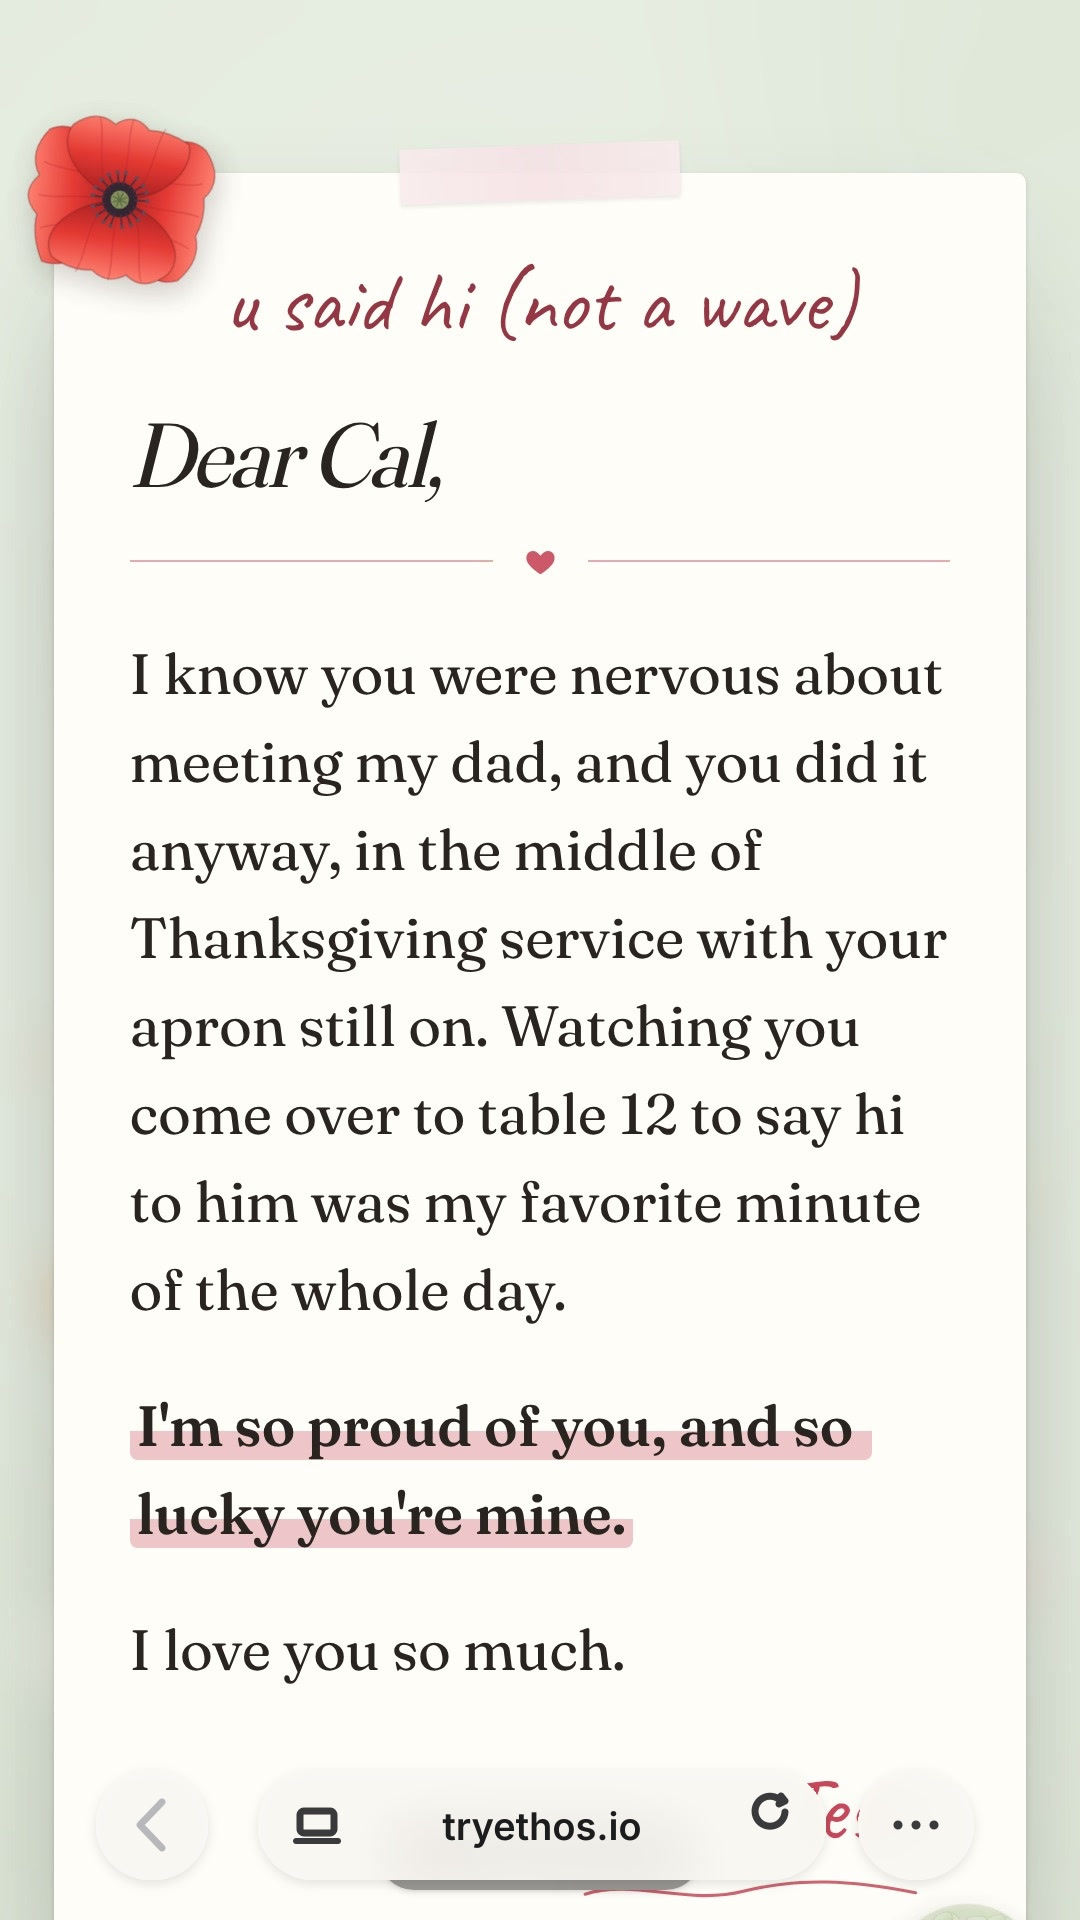 u said hi (not a wave)
Dear Cal,
I know you were nervous about
meeting my dad, and you did it
anyway, in the middle of
Thanksgiving service with your
apron still on. Watching you
come over to table 12 to say hi
to him was my favorite minute
of the whole day.
I'm so proud of you, and so
lucky you're mine.
I love you so much.
tryethos.io